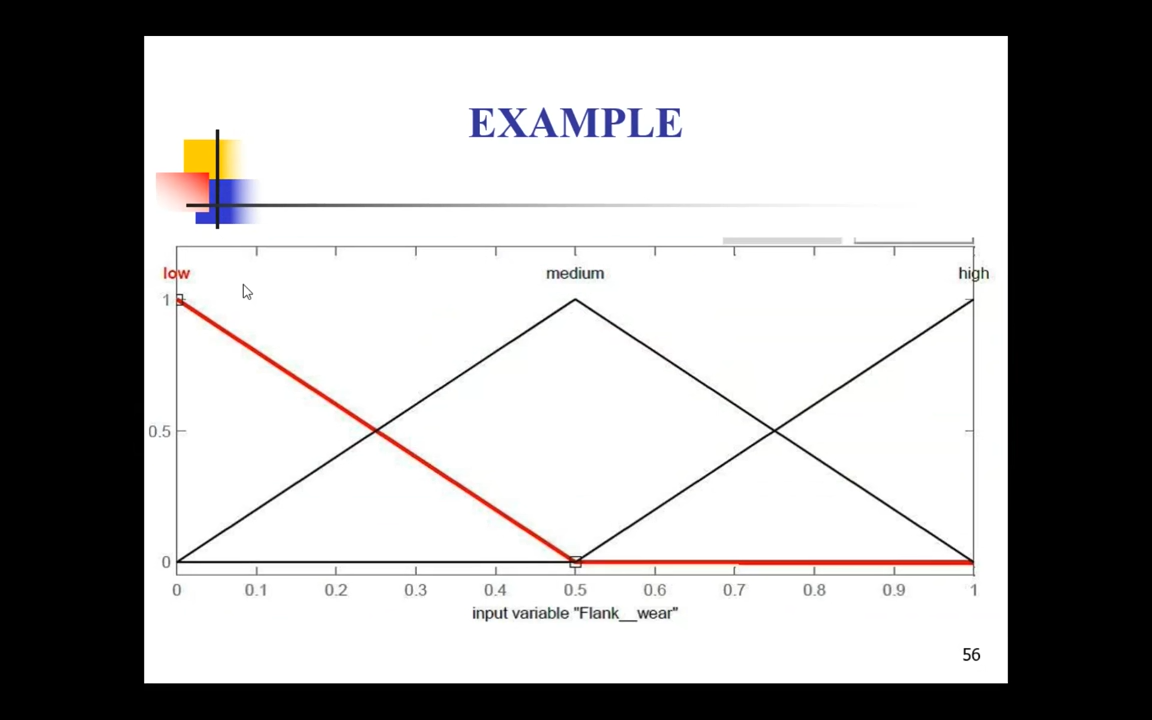 EXAMPLE
low medium high
1
0.5
0
0 0.1 0.2 0.3 0.4 0.5 0.6 0.7 0.8 0.9 1
input variable "Flank__wear"
56